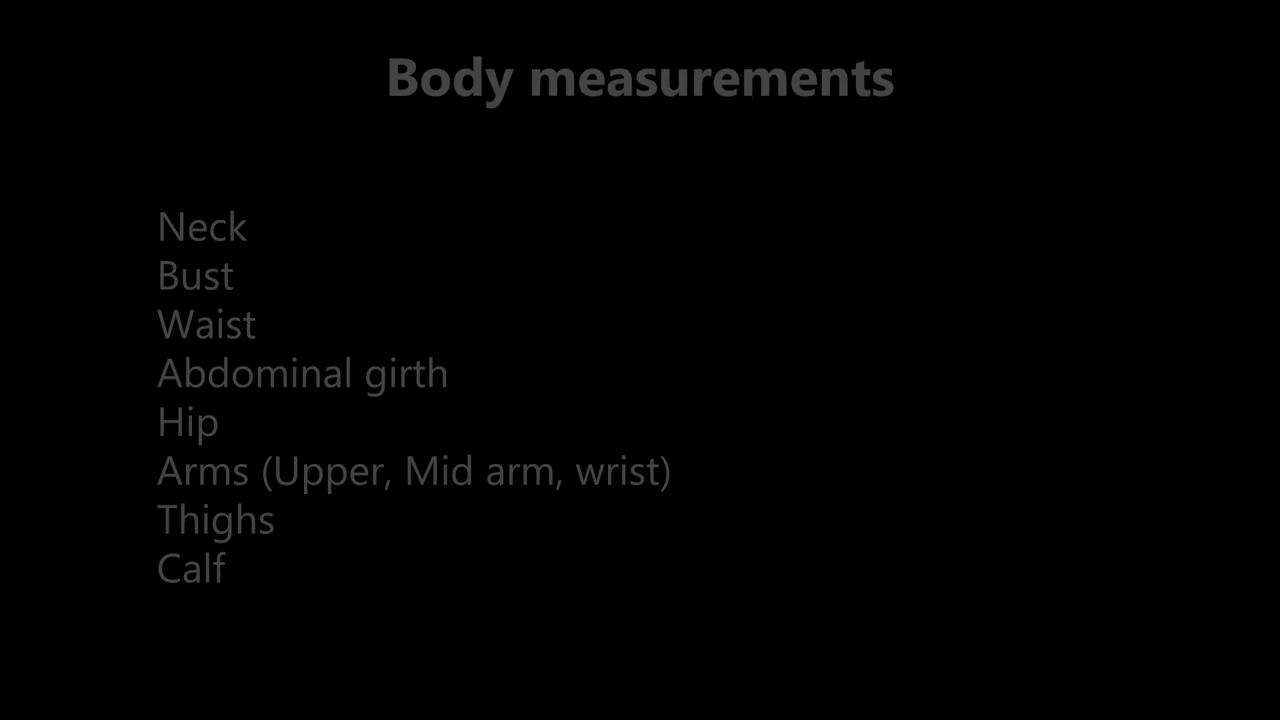 Body measurements
Neck
Bust
Waist
Abdominal girth
Hip
Arms (Upper, Mid arm, wrist)
Thighs
Calf